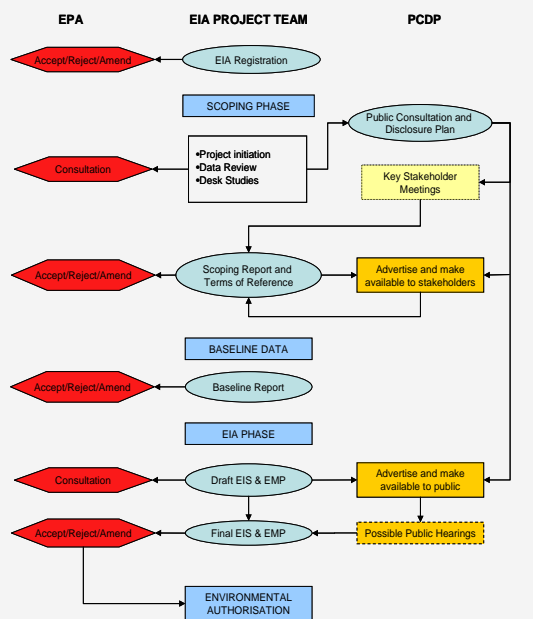 EPA
EIA PROJECT TEAM
PCDP
Accept/Reject/Amend
EIA Registration
SCOPING PHASE
Public Consultation and
Disclosure Plan
•Project initiation
•Data Review
•Desk Studies
Consultation
Key Stakeholder
Meetings
Accept/Reject/Amend
Scoping Report and
Terms of Reference
Advertise and make
available to stakeholders
BASELINE DATA
Accept/Reject/Amend
Baseline Report
EIA PHASE
Consultation
Draft EIS & EMP
Advertise and make
available to public
Accept/Reject/Amend
Final EIS & EMP
Possible Public Hearings
ENVIRONMENTAL
AUTHORISATION